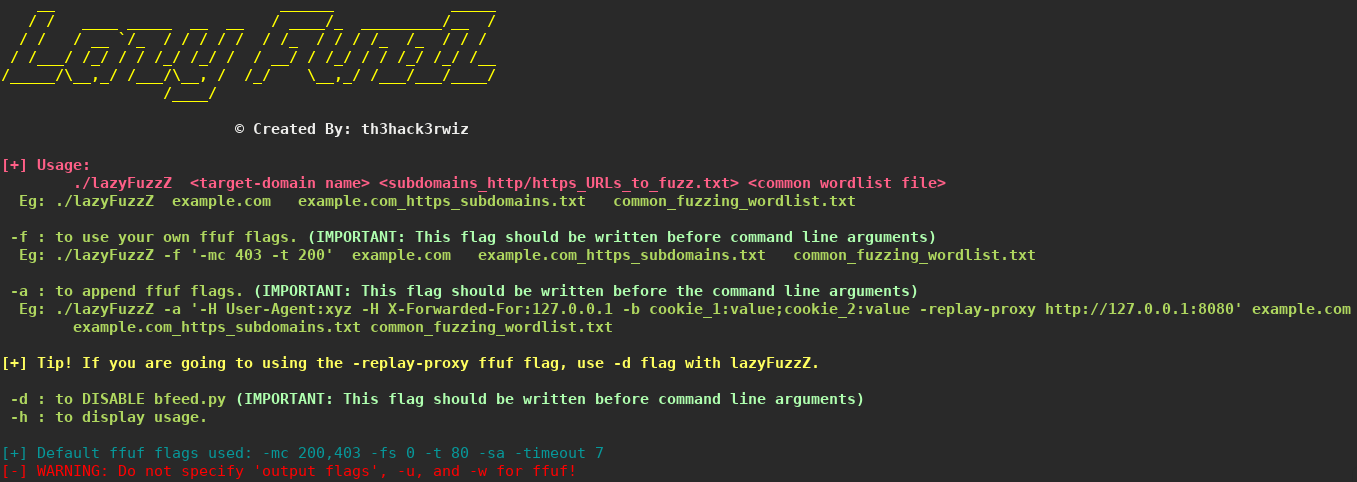 Lazy FuzzZ
© Created By: th3hack3rwiz
[+] Usage:
./lazyFuzzZ <target-domain name> <subdomains_http/https_URLs_to_fuzz.txt> <common wordlist file>
Eg: ./lazyFuzzZ example.com example.com_https_subdomains.txt common_fuzzing_wordlist.txt
-f : to use your own ffuf flags. (IMPORTANT: This flag should be written before command line arguments)
Eg: ./lazyFuzzZ -f '-mc 403 -t 200' example.com example.com_https_subdomains.txt common_fuzzing_wordlist.txt
-a : to append ffuf flags. (IMPORTANT: This flag should be written before the command line arguments)
Eg: ./lazyFuzzZ -a '-H User-Agent:xyz -H X-Forwarded-For:127.0.0.1 -b cookie_1:value;cookie_2:value -replay-proxy http://127.0.0.1:8080' example.com
example.com_https_subdomains.txt common_fuzzing_wordlist.txt
[+] Tip! If you are going to using the -replay-proxy ffuf flag, use -d flag with lazyFuzzZ.
-d : to DISABLE bfeed.py (IMPORTANT: This flag should be written before command line arguments)
-h : to display usage.
[+] Default ffuf flags used: -mc 200,403 -fs 0 -t 80 -sa -timeout 7
[-] WARNING: Do not specify 'output flags', -u, and -w for ffuf!